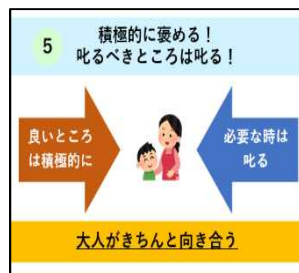 5
積極的に褒める！
叱るべきところは叱る！
良いところ
は積極的に
必要な時は
叱る
大人がきちんと向き合う